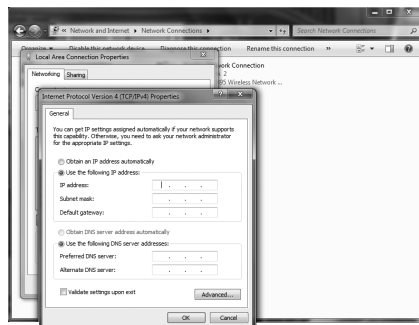 « Network and Internet ▸ Network Connections ▸
Search Network Connections
Organize Disable this network device Diagnose this connection Rename this connection »
Local Area Connection Properties
Networking Sharing
Internet Protocol Version 4 (TCP/IPv4) Properties
General
You can get IP settings assigned automatically if your network supports
this capability. Otherwise, you need to ask your network administrator
for the appropriate IP settings.
Obtain an IP address automatically
Use the following IP address:
IP address:
Subnet mask:
Default gateway:
Obtain DNS server address automatically
Use the following DNS server addresses:
Preferred DNS server:
Alternate DNS server:
Validate settings upon exit
Advanced...
OK Cancel
Connection
2
Wireless Network ...